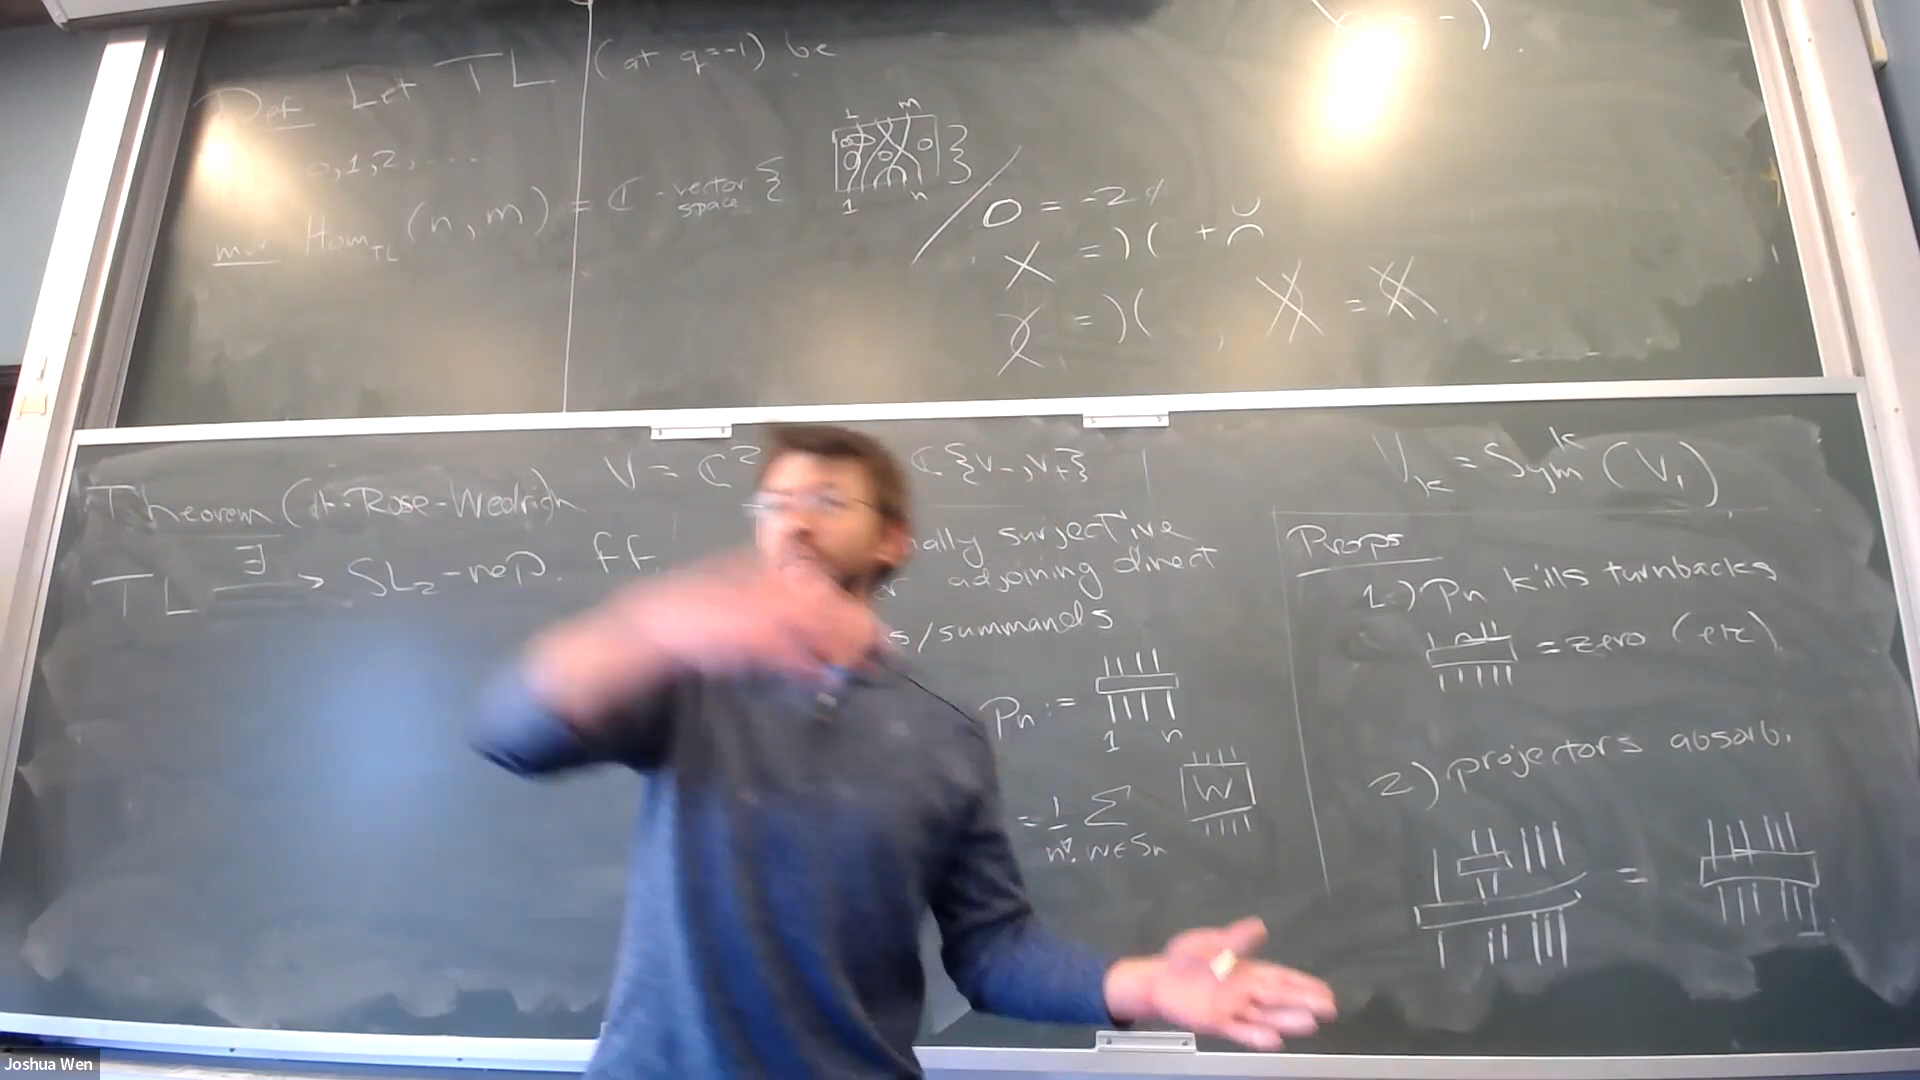 Def Let TL (at q=-1) be
0,1,2,....
mor Hom_TL (n,m) = ℂ-vector space {
1 m
1 n
} / O = -2
X = )( +
= )( ,
=
Theorem (H-Rose-Wedrich V = ℂ² ℂ{v₋,v₊}
TL ∃→ SL₂-rep. ff,
ally surjective
adjoining direct
s/summands
Pn :=
1 n
= 1/n! Σ w∈Sn W
V_k = Sym^k (V₁)
Props
1.) Pn kills turnbacks
= zero (etc)
2) projectors absorb.
=
Joshua Wen